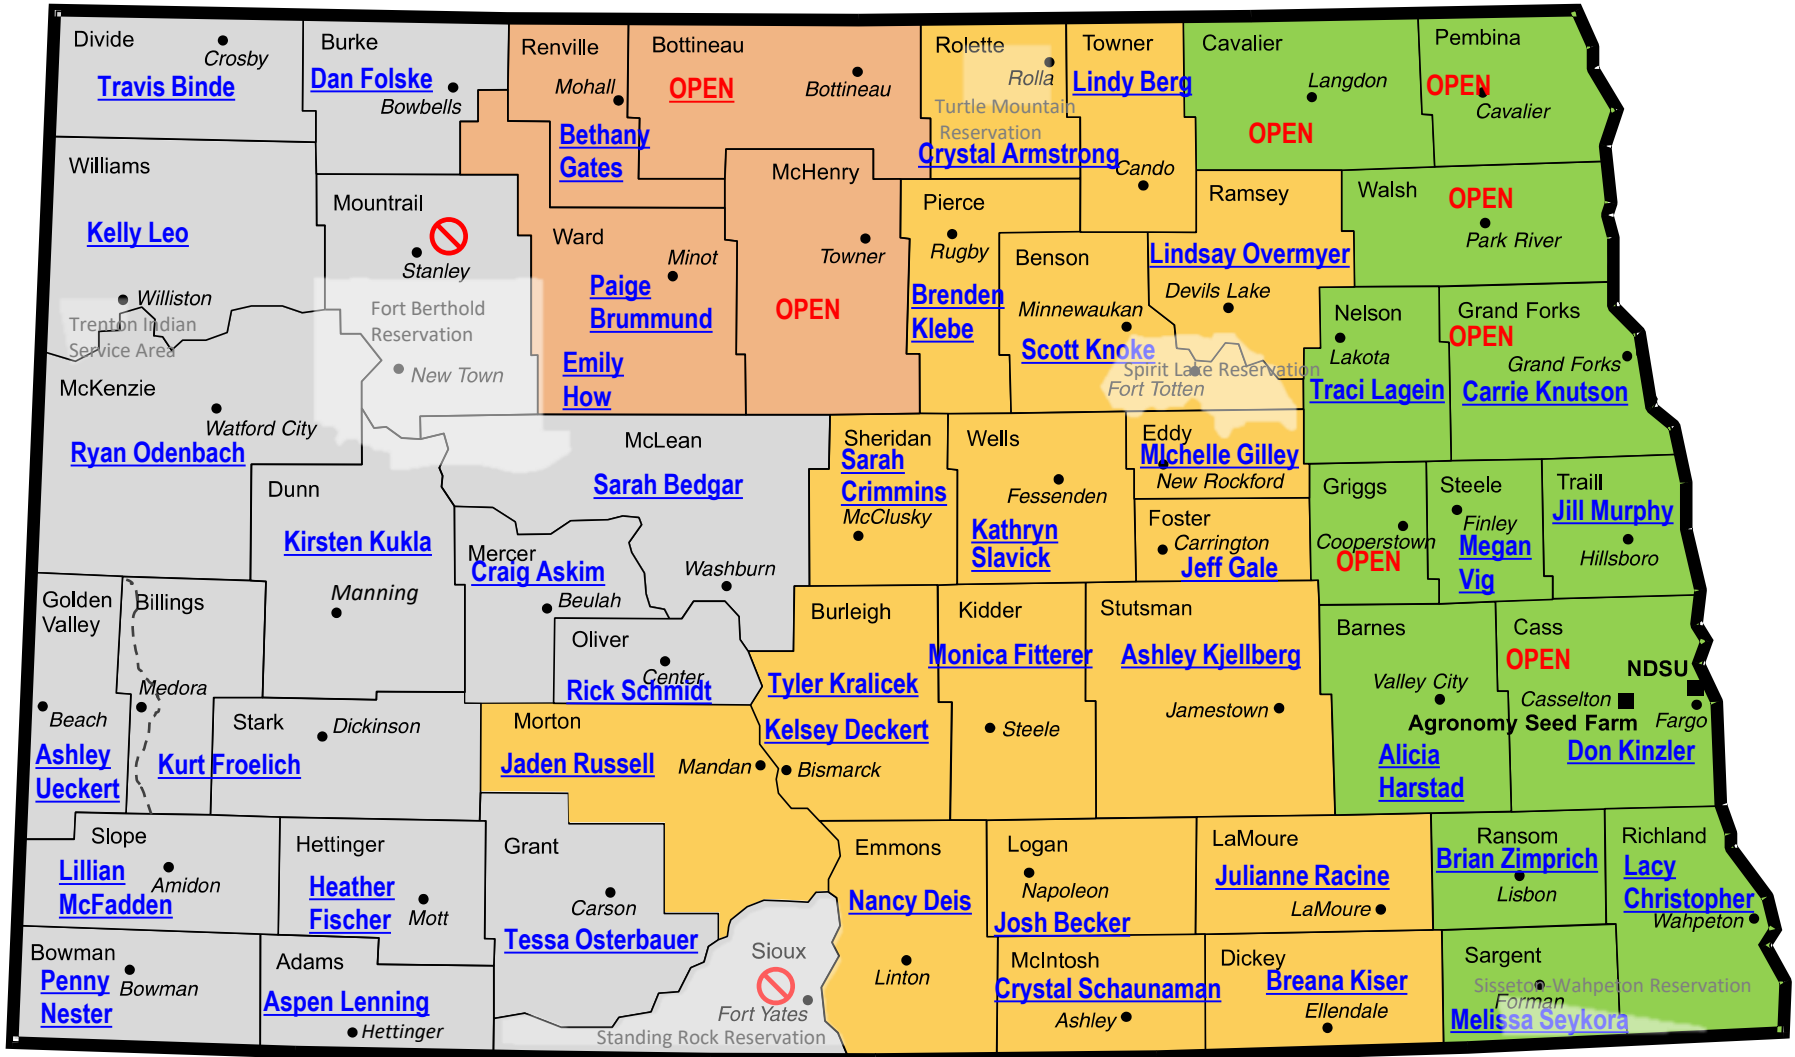 Divide
Crosby
Travis Binde
Burke
Dan Folske
Bowbells
Renville
Mohall
Bethany
Gates
Bottineau
OPEN
Bottineau
Rolette
Rolla
Turtle Mountain
Reservation
Crystal Armstrong
Towner
Lindy Berg
Cando
Cavalier
Langdon
OPEN
Pembina
OPEN
Cavalier
Williams
Kelly Leo
Williston
Trenton Indian
Service Area
Mountrail
Stanley
Fort Berthold
Reservation
New Town
Ward
Minot
Paige
Brummund
Emily
How
McHenry
Towner
OPEN
Pierce
Rugby
Brenden
Klebe
Benson
Minnewaukan
Scott Knoke
Ramsey
Lindsay Overmyer
Devils Lake
Spirit Lake Reservation
Fort Totten
Walsh
OPEN
Park River
Nelson
Lakota
Traci Lagein
Grand Forks
OPEN
Grand Forks
Carrie Knutson
McKenzie
Watford City
Ryan Odenbach
Dunn
Kirsten Kukla
Manning
McLean
Sarah Bedgar
Washburn
Mercer
Craig Askim
Beulah
Oliver
Center
Rick Schmidt
Sheridan
Sarah
Crimmins
McClusky
Wells
Fessenden
Kathryn
Slavick
Eddy
MIchelle Gilley
New Rockford
Foster
Carrington
Jeff Gale
Griggs
Cooperstown
OPEN
Steele
Finley
Megan
Vig
Traill
Jill Murphy
Hillsboro
Golden
Valley
Beach
Ashley
Ueckert
Billings
Medora
Stark
Dickinson
Kurt Froelich
Morton
Jaden Russell
Mandan
Burleigh
Tyler Kralicek
Kelsey Deckert
Bismarck
Kidder
Monica Fitterer
Steele
Stutsman
Ashley Kjellberg
Jamestown
Barnes
Valley City
Alicia
Harstad
Cass
OPEN
NDSU
Casselton
Fargo
Agronomy Seed Farm
Don Kinzler
Slope
Lillian
Amidon
McFadden
Hettinger
Heather
Fischer
Mott
Grant
Carson
Tessa Osterbauer
Sioux
Fort Yates
Standing Rock Reservation
Emmons
Nancy Deis
Linton
Logan
Napoleon
Josh Becker
LaMoure
Julianne Racine
LaMoure
Ransom
Brian Zimprich
Lisbon
Richland
Lacy
Christopher
Wahpeton
Bowman
Penny
Bowman
Nester
Adams
Aspen Lenning
Hettinger
McIntosh
Crystal Schaunaman
Ashley
Dickey
Breana Kiser
Ellendale
Sargent
Sisseton-Wahpeton Reservation
Forman
Melissa Seykora